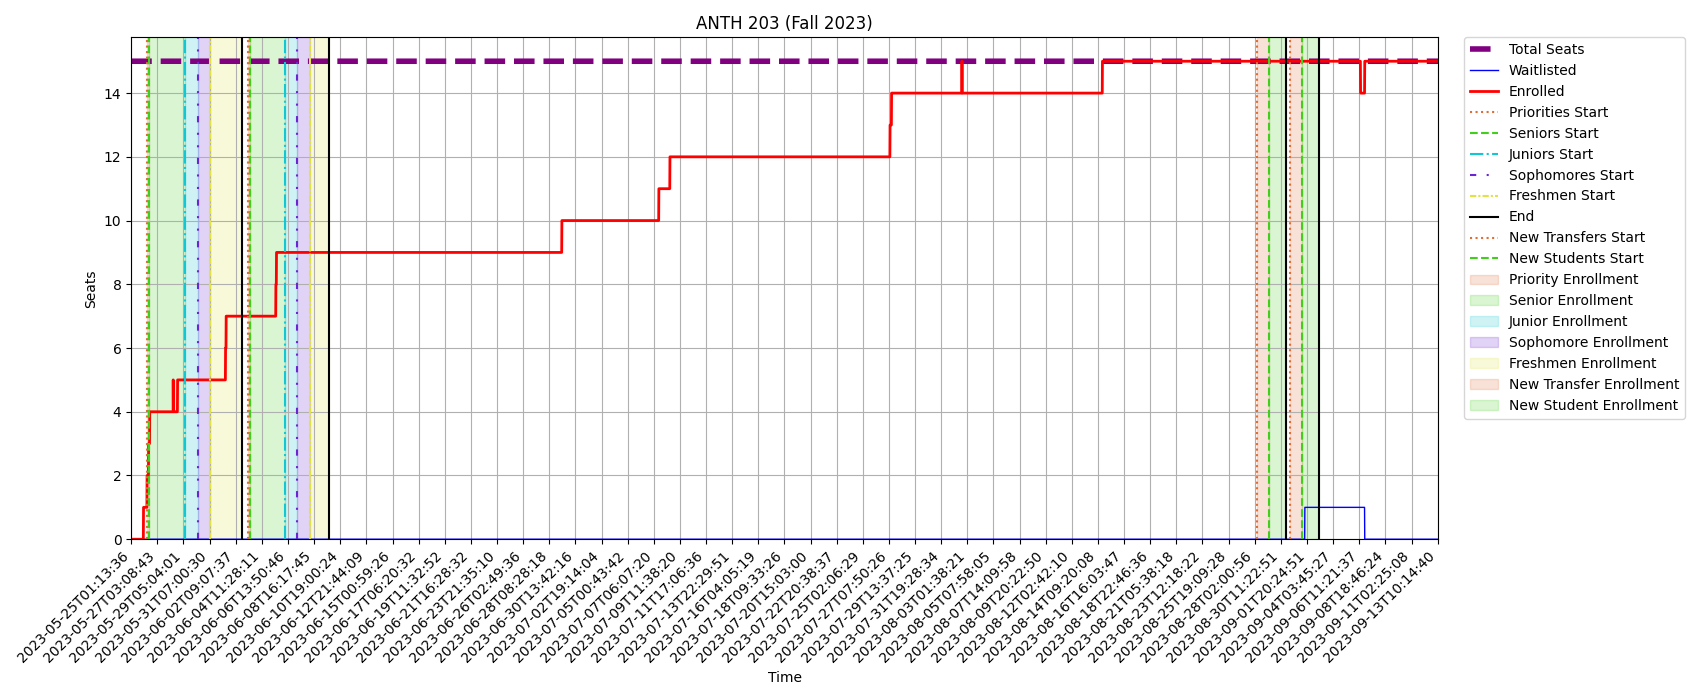 ANTH 203 (Fall 2023)
Seats
14
12
10
8
6
4
2
0
2023-05-25T01:13:36
2023-05-27T03:08:43
2023-05-29T05:04:01
2023-05-31T07:00:30
2023-06-02T09:07:37
2023-06-04T11:28:11
2023-06-06T13:50:46
2023-06-08T16:17:45
2023-06-10T19:00:24
2023-06-12T21:44:09
2023-06-15T00:59:26
2023-06-17T06:20:32
2023-06-19T11:32:52
2023-06-21T16:28:32
2023-06-23T21:35:10
2023-06-26T02:49:36
2023-06-28T08:28:18
2023-06-30T13:42:16
2023-07-02T19:14:04
2023-07-05T00:43:42
2023-07-07T06:07:20
2023-07-09T11:38:20
2023-07-11T17:06:36
2023-07-13T22:29:51
2023-07-16T04:05:19
2023-07-18T09:33:26
2023-07-20T15:03:00
2023-07-22T20:38:37
2023-07-25T02:06:29
2023-07-27T07:50:26
2023-07-29T13:37:25
2023-07-31T19:28:34
2023-08-03T01:38:21
2023-08-05T07:58:05
2023-08-07T14:09:58
2023-08-09T20:22:50
2023-08-12T02:42:10
2023-08-14T09:20:08
2023-08-16T16:03:47
2023-08-18T22:46:36
2023-08-21T05:38:18
2023-08-23T12:18:22
2023-08-25T19:09:28
2023-08-28T02:00:56
2023-08-30T11:22:51
2023-09-01T20:24:51
2023-09-04T03:45:27
2023-09-06T11:21:37
2023-09-08T18:46:24
2023-09-11T02:25:08
2023-09-13T10:14:40
Time
Total Seats
Waitlisted
Enrolled
Priorities Start
Seniors Start
Juniors Start
Sophomores Start
Freshmen Start
End
New Transfers Start
New Students Start
Priority Enrollment
Senior Enrollment
Junior Enrollment
Sophomore Enrollment
Freshmen Enrollment
New Transfer Enrollment
New Student Enrollment